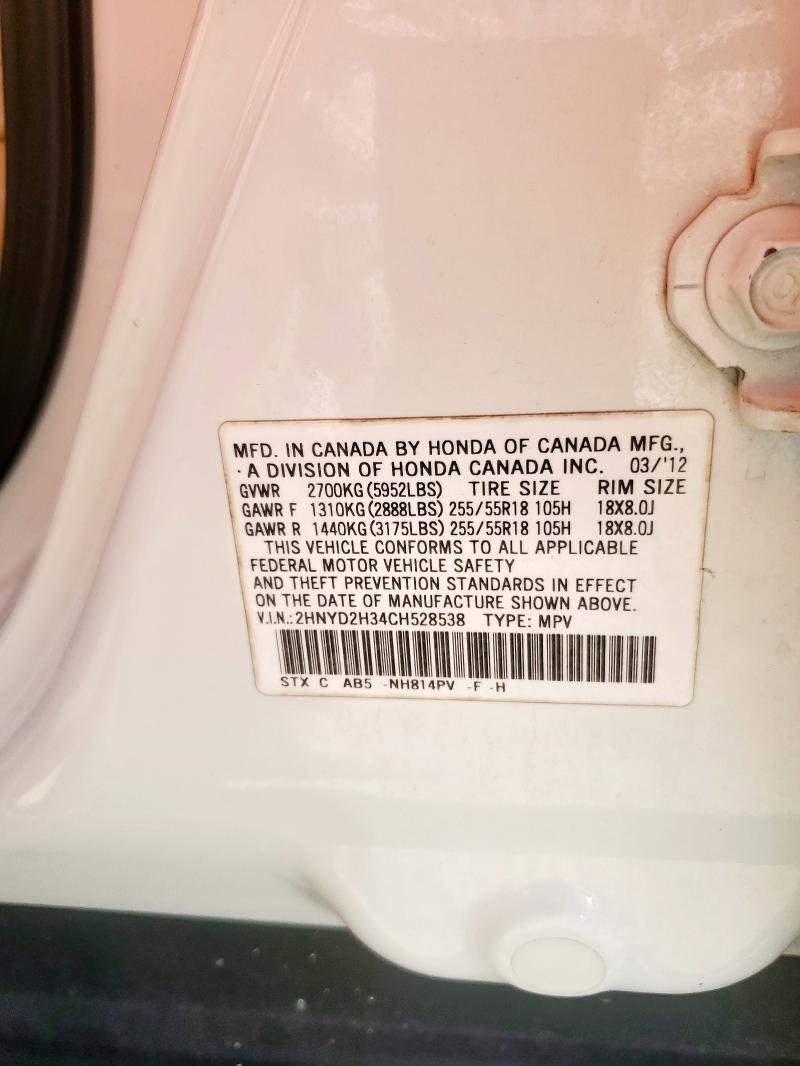 MFD. IN CANADA BY HONDA OF CANADA MFG.,
· A DIVISION OF HONDA CANADA INC. 03/'12
GVWR 2700KG (5952LBS) TIRE SIZE RIM SIZE
GAWR F 1310KG (2888LBS) 255/55R18 105H 18X8.0J
GAWR R 1440KG (3175LBS) 255/55R18 105H 18X8.0J
THIS VEHICLE CONFORMS TO ALL APPLICABLE
FEDERAL MOTOR VEHICLE SAFETY
AND THEFT PREVENTION STANDARDS IN EFFECT
ON THE DATE OF MANUFACTURE SHOWN ABOVE.
V.I.N.: 2HNYD2H34CH528538 TYPE: MPV
STX C AB5 -NH814PV -F -H